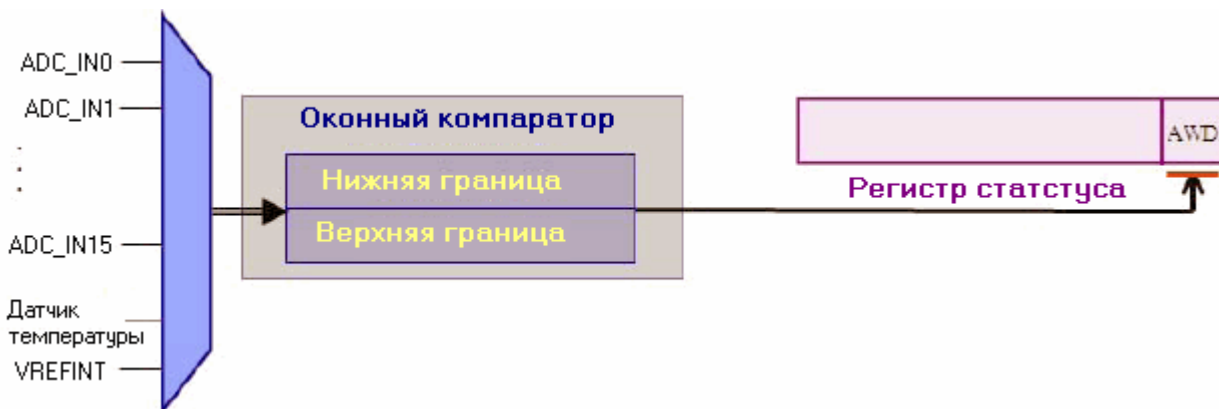 ADC_IN0
ADC_IN1
ADC_IN15
Датчик
температуры
VREFINT
Оконный компаратор
Нижняя граница
Верхняя граница
AWD
Регистр статстуса